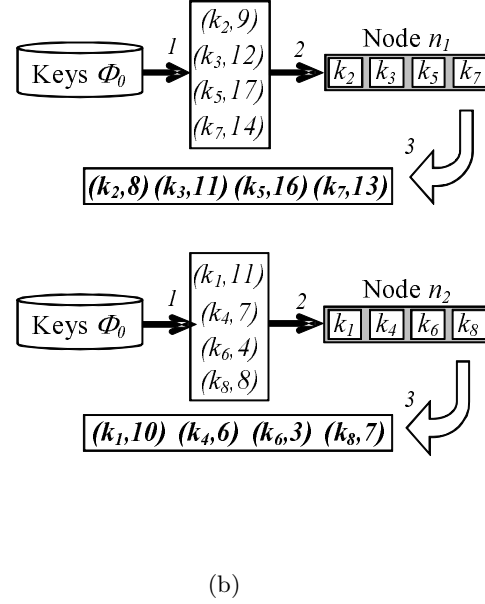 Keys Φ₀
1
(k₂,9)
(k₃,12)
(k₅,17)
(k₇,14)
2
Node n₁
k₂ k₃ k₅ k₇
3
(k₂,8) (k₃,11) (k₅,16) (k₇,13)
Keys Φ₀
1
(k₁,11)
(k₄,7)
(k₆,4)
(k₈,8)
2
Node n₂
k₁ k₄ k₆ k₈
3
(k₁,10) (k₄,6) (k₆,3) (k₈,7)
(b)